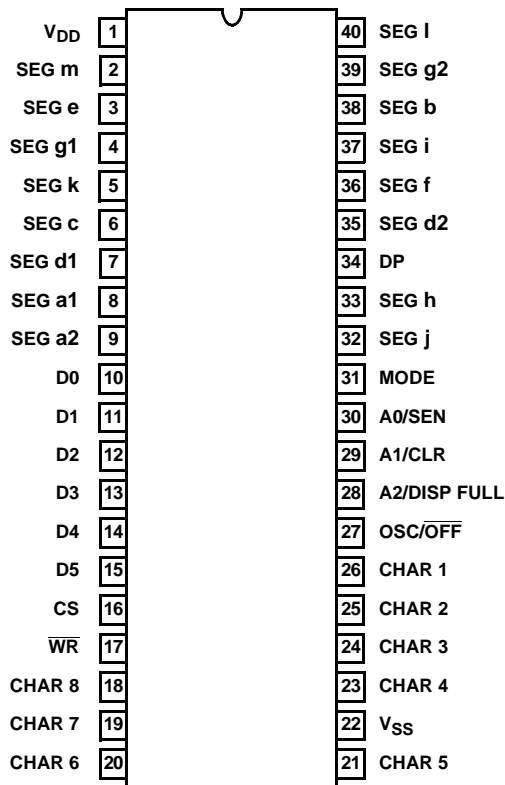 V_DD 1 40 SEG l
SEG m 2 39 SEG g2
SEG e 3 38 SEG b
SEG g1 4 37 SEG i
SEG k 5 36 SEG f
SEG c 6 35 SEG d2
SEG d1 7 34 DP
SEG a1 8 33 SEG h
SEG a2 9 32 SEG j
D0 10 31 MODE
D1 11 30 A0/SEN
D2 12 29 A1/CLR
D3 13 28 A2/DISP FULL
D4 14 27 OSC/O̅F̅F̅
D5 15 26 CHAR 1
CS 16 25 CHAR 2
W̅R̅ 17 24 CHAR 3
CHAR 8 18 23 CHAR 4
CHAR 7 19 22 V_SS
CHAR 6 20 21 CHAR 5